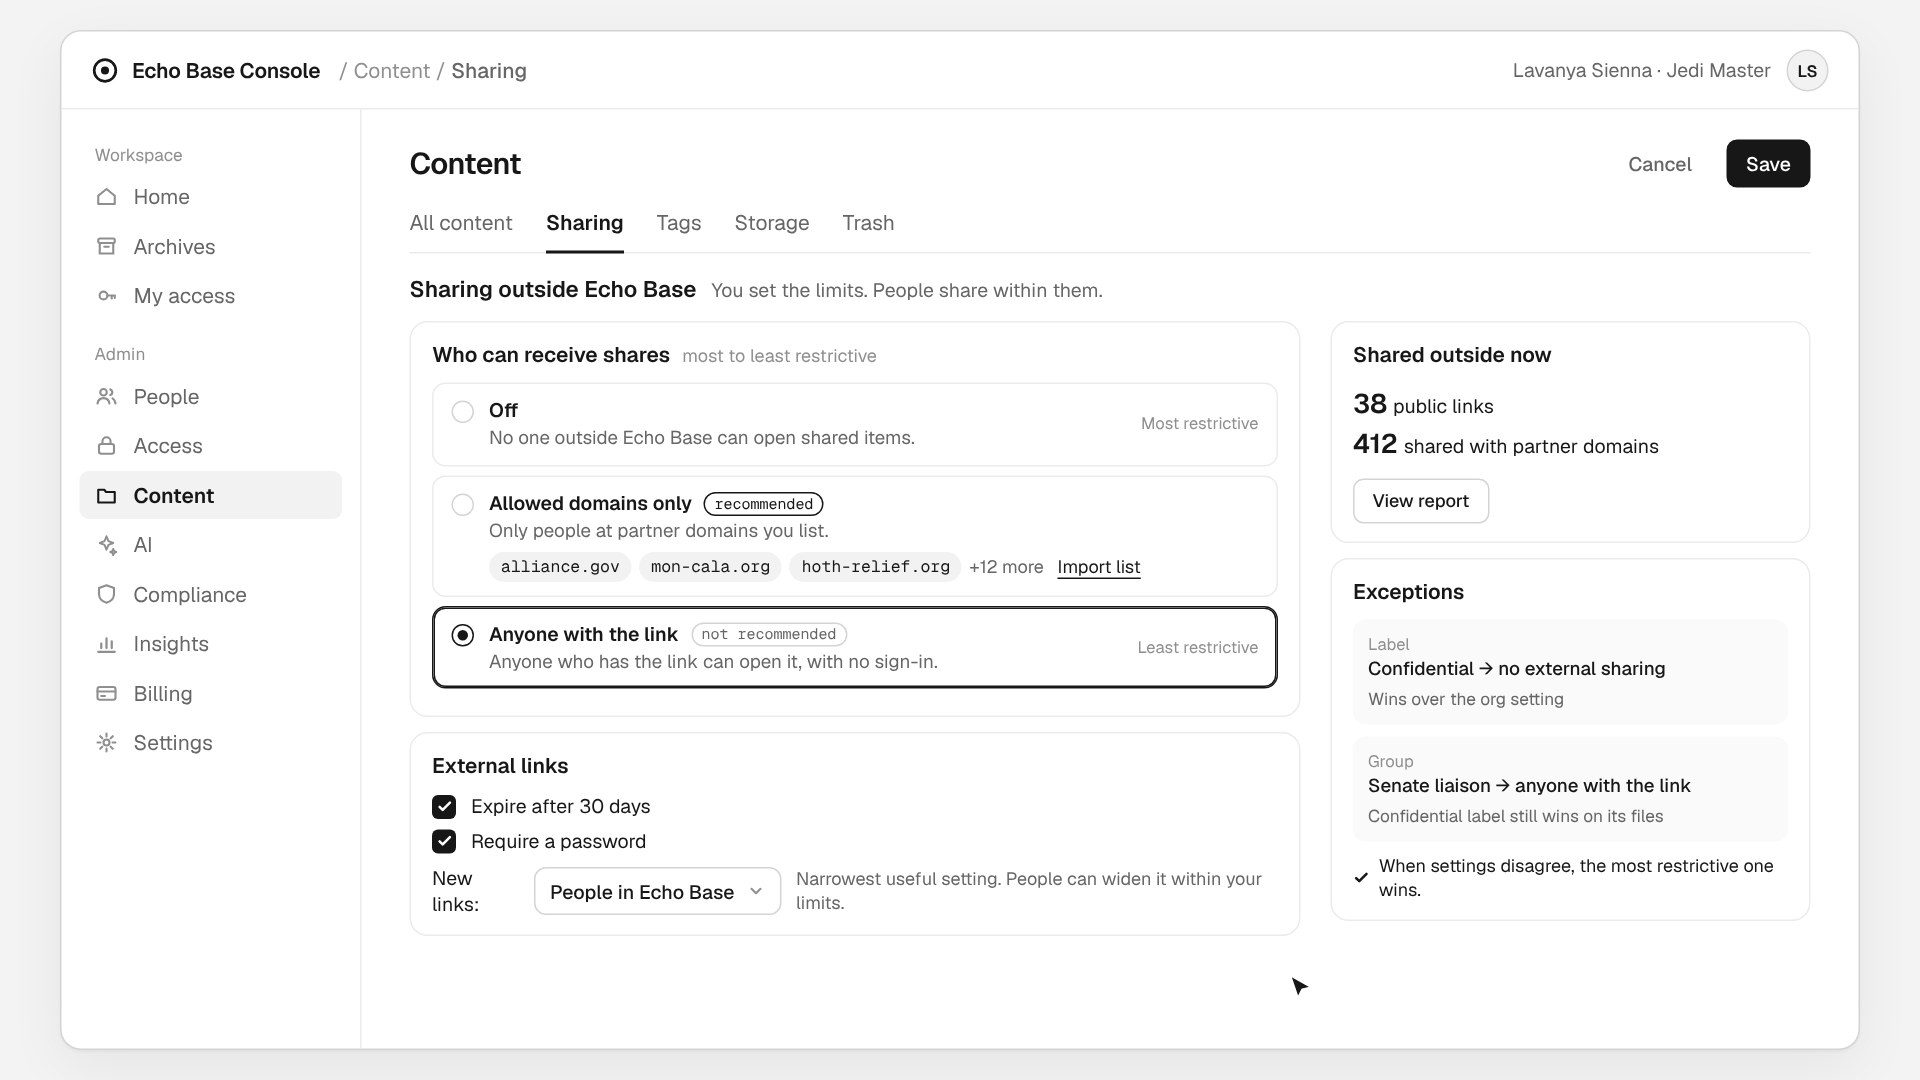 Echo Base Console / Content / Sharing
Lavanya Sienna · Jedi Master LS
Workspace
Home
Archives
My access
Admin
People
Access
Content
AI
Compliance
Insights
Billing
Settings
Content
Cancel
Save
All content Sharing Tags Storage Trash
Sharing outside Echo Base You set the limits. People share within them.
Who can receive shares most to least restrictive
Off
No one outside Echo Base can open shared items.
Most restrictive
Allowed domains only recommended
Only people at partner domains you list.
alliance.gov mon-cala.org hoth-relief.org +12 more Import list
Anyone with the link not recommended
Anyone who has the link can open it, with no sign-in.
Least restrictive
External links
Expire after 30 days
Require a password
New
links:
People in Echo Base
Narrowest useful setting. People can widen it within your
limits.
Shared outside now
38 public links
412 shared with partner domains
View report
Exceptions
Label
Confidential → no external sharing
Wins over the org setting
Group
Senate liaison → anyone with the link
Confidential label still wins on its files
When settings disagree, the most restrictive one
wins.